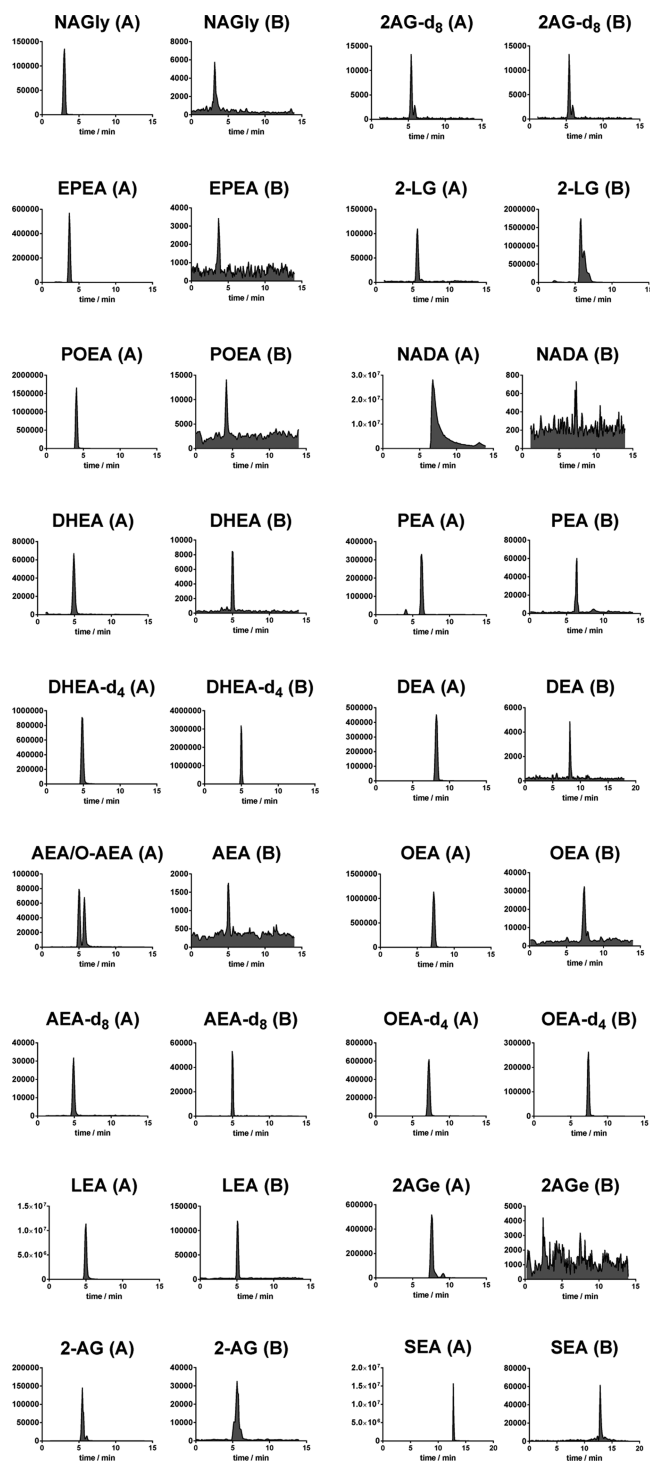 NAGly (A)
150000
100000
50000
0
0 5 10 15
time / min
NAGly (B)
8000
6000
4000
2000
0
0 5 10 15
time / min
2AG-d8 (A)
15000
10000
5000
0
0 5 10 15
time / min
2AG-d8 (B)
15000
10000
5000
0
0 5 10 15
time / min
EPEA (A)
600000
400000
200000
0
0 5 10 15
time / min
EPEA (B)
4000
3000
2000
1000
0
0 5 10 15
time / min
2-LG (A)
150000
100000
50000
0
0 5 10 15
time / min
2-LG (B)
2000000
1500000
1000000
500000
0
0 5 10 15
time / min
POEA (A)
2000000
1500000
1000000
500000
0
0 5 10 15
time / min
POEA (B)
15000
10000
5000
0
0 5 10 15
time / min
NADA (A)
3.0×10⁷
2.0×10⁷
1.0×10⁷
0
0 5 10 15
time / min
NADA (B)
800
600
400
200
0
0 5 10 15
time / min
DHEA (A)
80000
60000
40000
20000
0
0 5 10 15
time / min
DHEA (B)
10000
8000
6000
4000
2000
0
0 5 10 15
time / min
PEA (A)
400000
300000
200000
100000
0
0 5 10 15
time / min
PEA (B)
80000
60000
40000
20000
0
0 5 10 15
time / min
DHEA-d4 (A)
1000000
800000
600000
400000
200000
0
0 5 10 15
time / min
DHEA-d4 (B)
4000000
3000000
2000000
1000000
0
0 5 10 15
time / min
DEA (A)
500000
400000
300000
200000
100000
0
0 5 10 15
time / min
DEA (B)
6000
4000
2000
0
0 5 10 15 20
time / min
AEA/O-AEA (A)
100000
80000
60000
40000
20000
0
0 5 10 15
time / min
AEA (B)
2000
1500
1000
500
0
0 5 10 15
time / min
OEA (A)
1500000
1000000
500000
0
0 5 10 15
time / min
OEA (B)
40000
30000
20000
10000
0
0 5 10 15
time / min
AEA-d8 (A)
40000
30000
20000
10000
0
0 5 10 15
time / min
AEA-d8 (B)
60000
40000
20000
0
0 5 10 15
time / min
OEA-d4 (A)
800000
600000
400000
200000
0
0 5 10 15
time / min
OEA-d4 (B)
300000
200000
100000
0
0 5 10 15
time / min
LEA (A)
1.5×10⁷
1.0×10⁷
5.0×10⁶
0
0 5 10 15
time / min
LEA (B)
150000
100000
50000
0
0 5 10 15
time / min
2AGe (A)
600000
400000
200000
0
0 5 10 15
time / min
2AGe (B)
5000
4000
3000
2000
1000
0
0 5 10 15
time / min
2-AG (A)
200000
150000
100000
50000
0
0 5 10 15
time / min
2-AG (B)
40000
30000
20000
10000
0
0 5 10 15
time / min
SEA (A)
2.0×10⁷
1.5×10⁷
1.0×10⁷
5.0×10⁶
0
0 5 10 15 20
time / min
SEA (B)
80000
60000
40000
20000
0
0 5 10 15 20
time / min